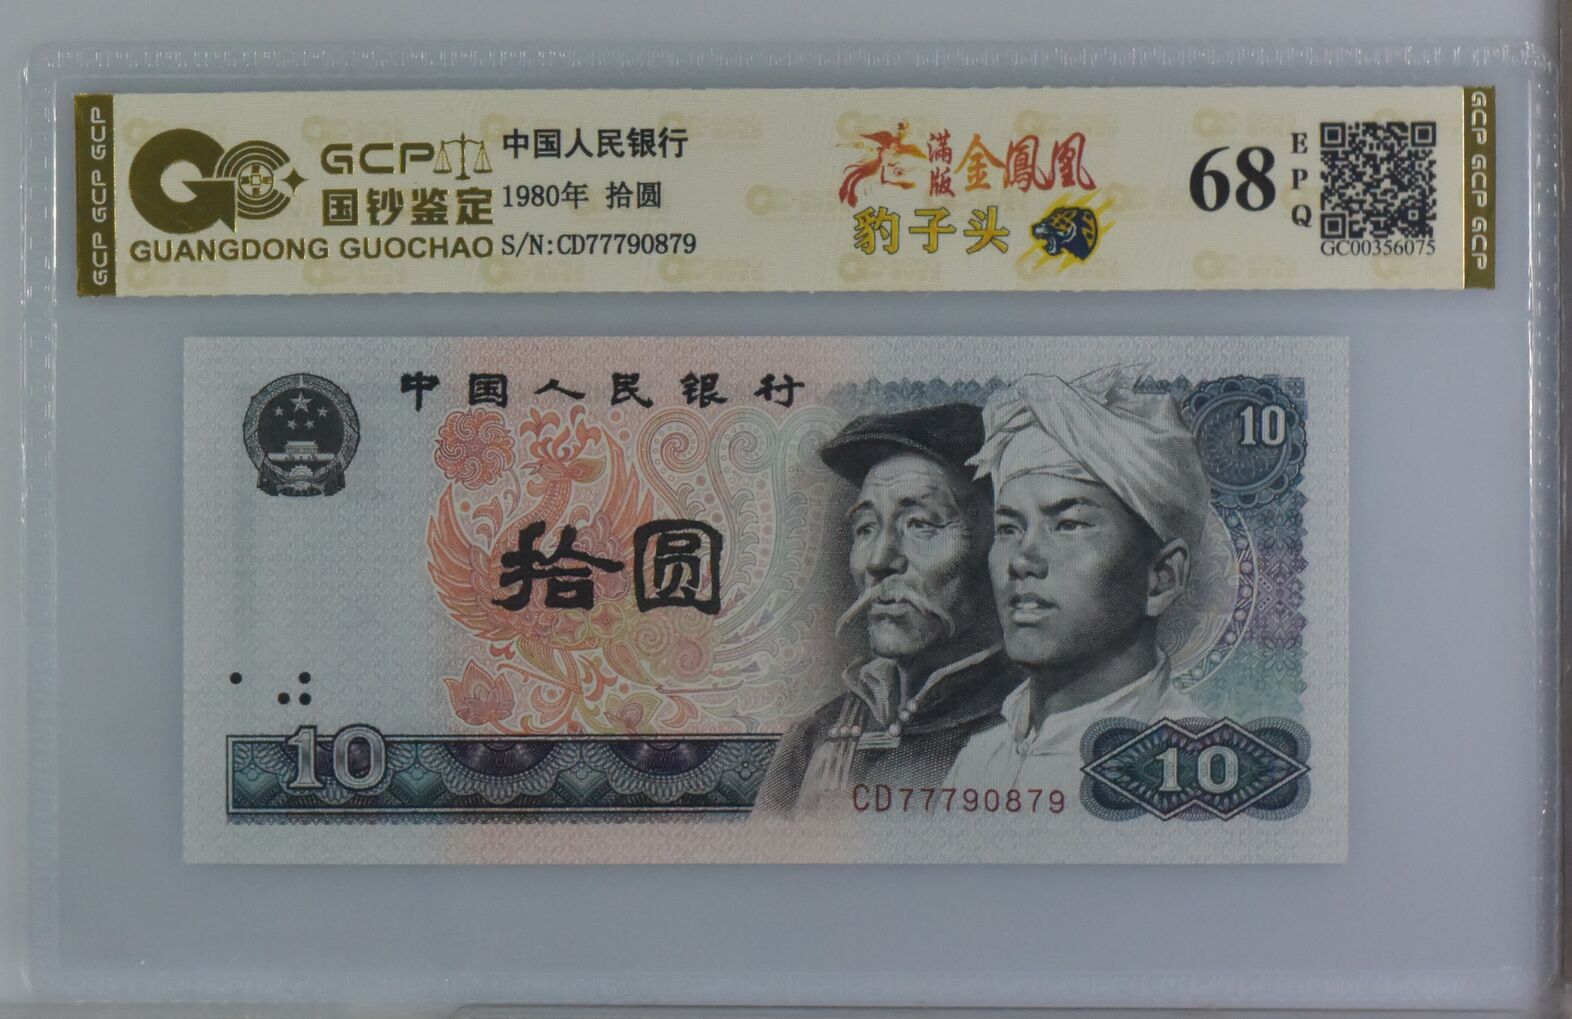 GCP GCP GCP
GCP
国钞鉴定
GUANGDONG GUOCHAO
中国人民银行
1980年 拾圆
S/N:CD77790879
满版
金鳳凰
豹子头
68
EPQ
GC00356075
GCP GCP GCP
中国人民银行
10
拾圆
10
CD77790879
10